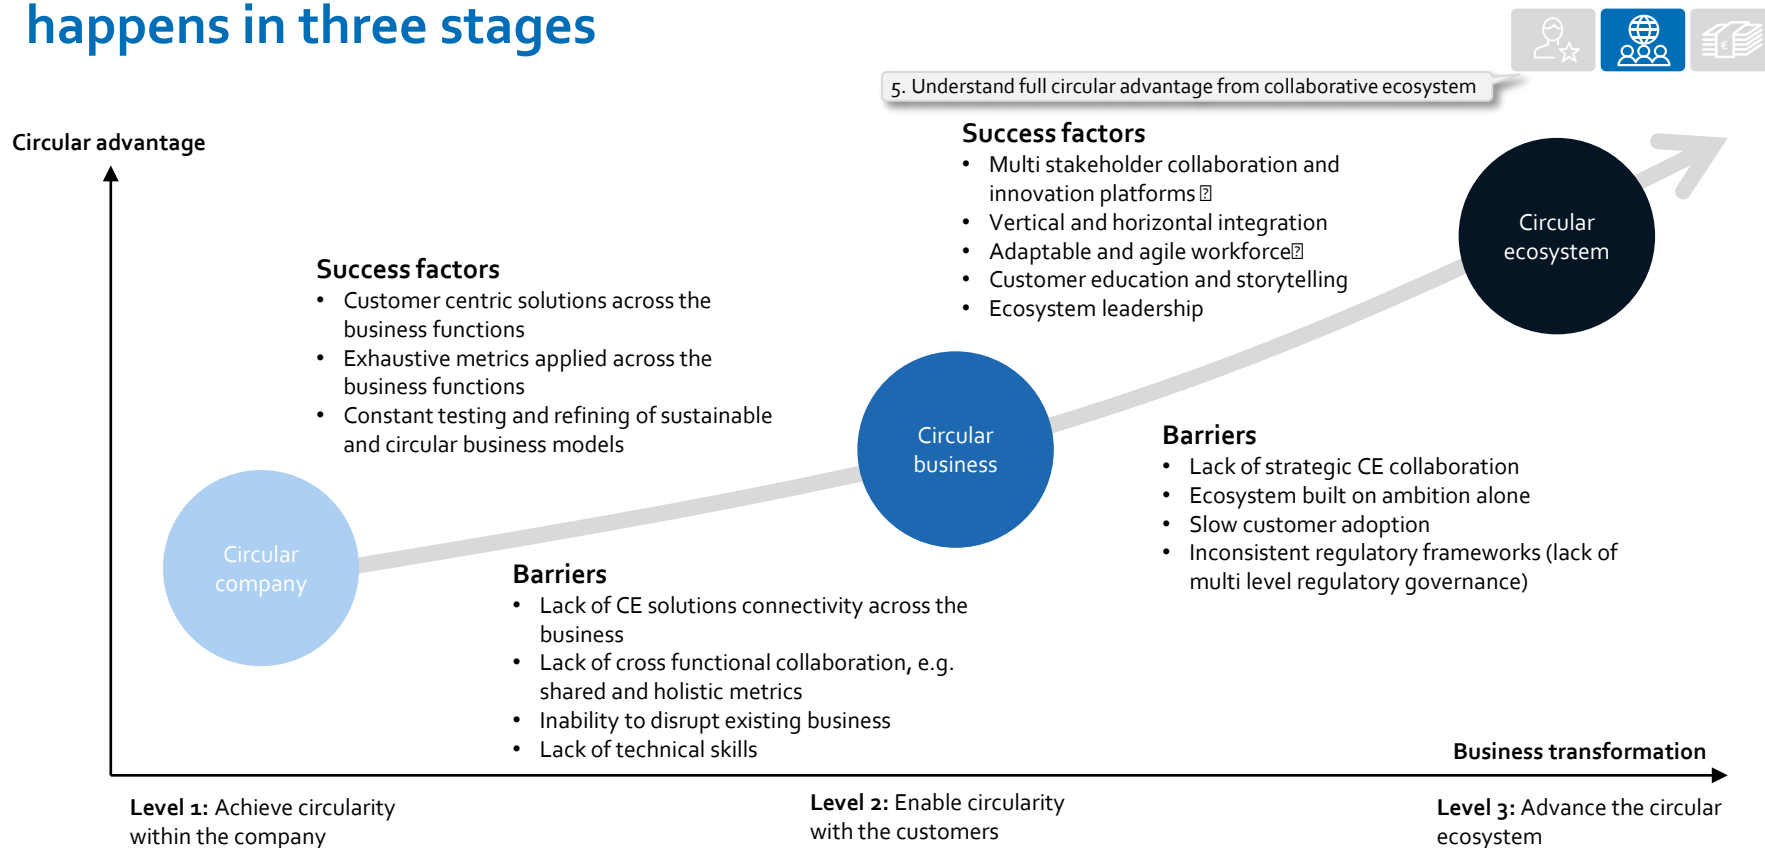 happens in three stages
5. Understand full circular advantage from collaborative ecosystem
Circular advantage
Success factors
• Multi stakeholder collaboration and
innovation platforms
• Vertical and horizontal integration
• Adaptable and agile workforce
• Customer education and storytelling
• Ecosystem leadership
Circular
ecosystem
Success factors
• Customer centric solutions across the
business functions
• Exhaustive metrics applied across the
business functions
• Constant testing and refining of sustainable
and circular business models
Circular
business
Barriers
• Lack of strategic CE collaboration
• Ecosystem built on ambition alone
• Slow customer adoption
• Inconsistent regulatory frameworks (lack of
multi level regulatory governance)
Circular
company
Barriers
• Lack of CE solutions connectivity across the
business
• Lack of cross functional collaboration, e.g.
shared and holistic metrics
• Inability to disrupt existing business
• Lack of technical skills
Business transformation
Level 1: Achieve circularity
within the company
Level 2: Enable circularity
with the customers
Level 3: Advance the circular
ecosystem